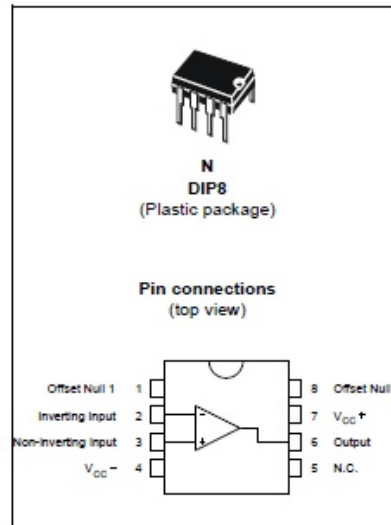 N
DIP8
(Plastic package)
Pin connections
(top view)
Offset Null 1 1
8 Offset Null
Inverting Input 2
-
7 VCC+
Non-inverting Input 3
+
6 Output
VCC- 4
5 N.C.